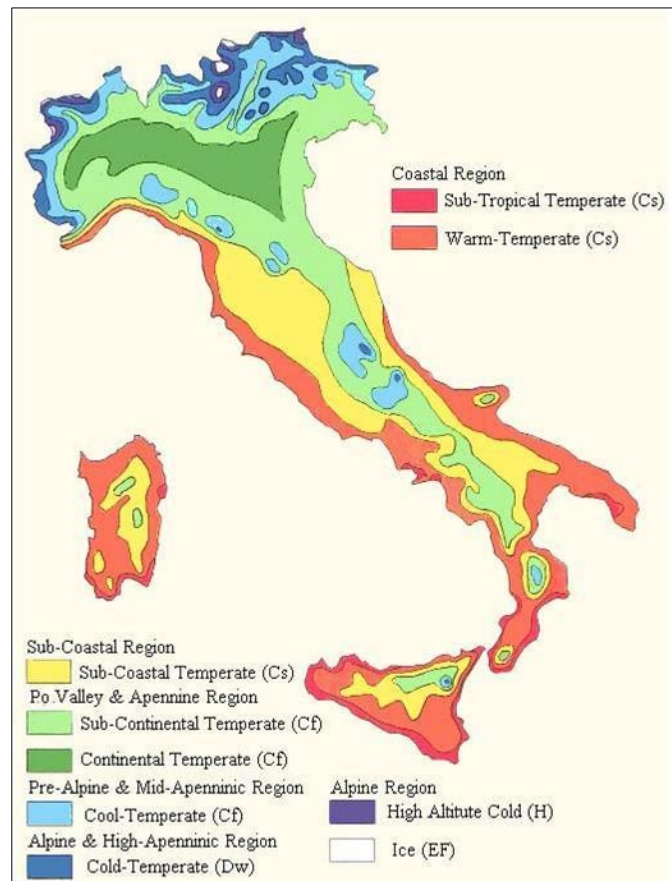 Coastal Region
Sub-Tropical Temperate (Cs)
Warm-Temperate (Cs)
Sub-Coastal Region
Sub-Coastal Temperate (Cs)
Po.Valley & Apennine Region
Sub-Continental Temperate (Cf)
Continental Temperate (Cf)
Pre-Alpine & Mid-Apenninic Region
Cool-Temperate (Cf)
Alpine & High-Apenninic Region
Cold-Temperate (Dw)
Alpine Region
High Altitute Cold (H)
Ice (EF)